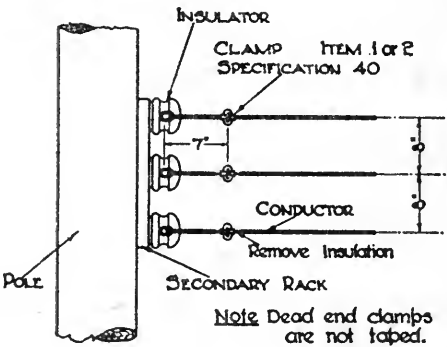 INSULATOR
CLAMP ITEM 1 or 2
SPECIFICATION 40
7"
8"
8"
CONDUCTOR
Remove Insulation
POLE
SECONDARY RACK
Note Dead end clamps
are not taped.